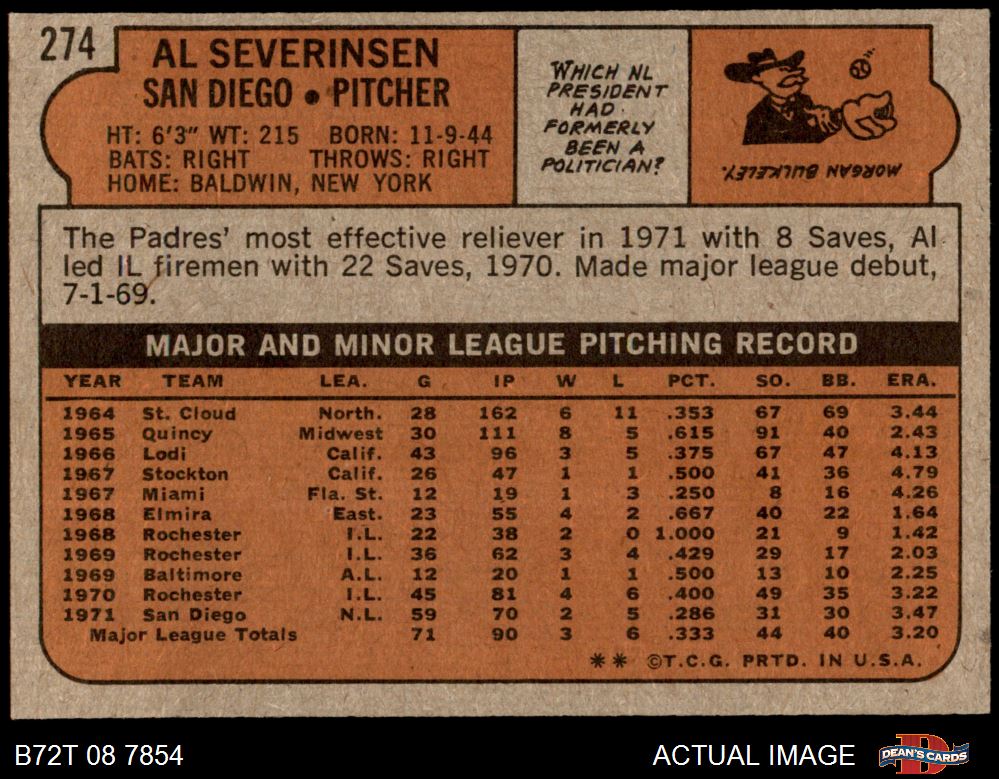 274
AL SEVERINSEN
SAN DIEGO • PITCHER
HT: 6'3" WT: 215 BORN: 11-9-44
BATS: RIGHT THROWS: RIGHT
HOME: BALDWIN, NEW YORK
WHICH NL
PRESIDENT
HAD
FORMERLY
BEEN A
POLITICIAN?
MORGAN BULKELEY.
The Padres' most effective reliever in 1971 with 8 Saves, Al
led IL firemen with 22 Saves, 1970. Made major league debut,
7-1-69.
MAJOR AND MINOR LEAGUE PITCHING RECORD
YEAR TEAM LEA. G IP W L PCT. SO. BB. ERA.
1964 St. Cloud North. 28 162 6 11 .353 67 69 3.44
1965 Quincy Midwest 30 111 8 5 .615 91 40 2.43
1966 Lodi Calif. 43 96 3 5 .375 67 47 4.13
1967 Stockton Calif. 26 47 1 1 .500 41 36 4.79
1967 Miami Fla. St. 12 19 1 3 .250 8 16 4.26
1968 Elmira East. 23 55 4 2 .667 40 22 1.64
1968 Rochester I.L. 22 38 2 0 1.000 21 9 1.42
1969 Rochester I.L. 36 62 3 4 .429 29 17 2.03
1969 Baltimore A.L. 12 20 1 1 .500 13 10 2.25
1970 Rochester I.L. 45 81 4 6 .400 49 35 3.22
1971 San Diego N.L. 59 70 2 5 .286 31 30 3.47
Major League Totals 71 90 3 6 .333 44 40 3.20
** ©T.C.G. PRTD. IN U.S.A.
B72T 08 7854
ACTUAL IMAGE
DEAN'S CARDS